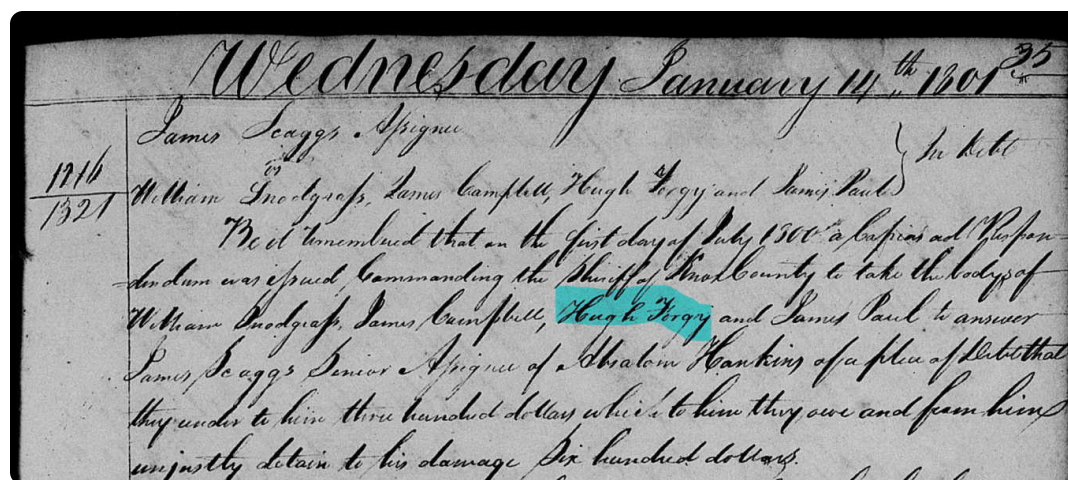 Wednesday January 14th 1801
35
James Scaggs Assignee
vs
In Debt
1216
1321
William Snodgrass, James Campbell, Hugh Forgy and James Paul
Be it remembered that on the first day of July 1800 a Capias ad Respon-
-dendum was issued, Commanding the Sheriff of Knox County to take the bodys of
William Snodgrass, James Campbell, Hugh Forgy and James Paul to answer
James Scaggs Senior Assignee of Absalom Hankins of a plea of Debt that
they render to him three hundred dollars which to him they owe and from him
unjustly detain to his damage Six hundred dollars.